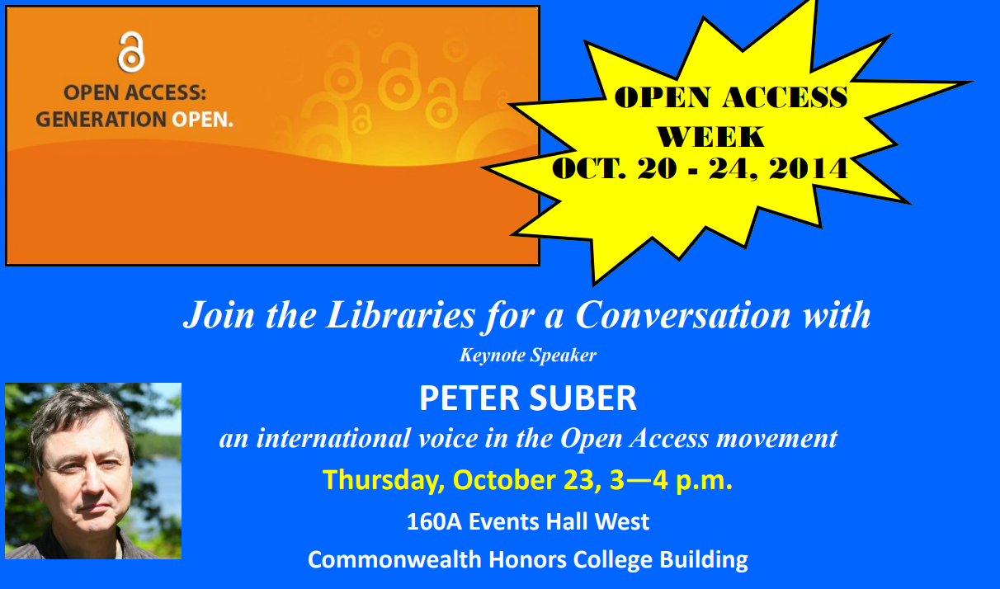 OPEN ACCESS:
GENERATION OPEN.
OPEN ACCESS
WEEK
OCT. 20 - 24, 2014
Join the Libraries for a Conversation with
Keynote Speaker
PETER SUBER
an international voice in the Open Access movement
Thursday, October 23, 3—4 p.m.
160A Events Hall West
Commonwealth Honors College Building